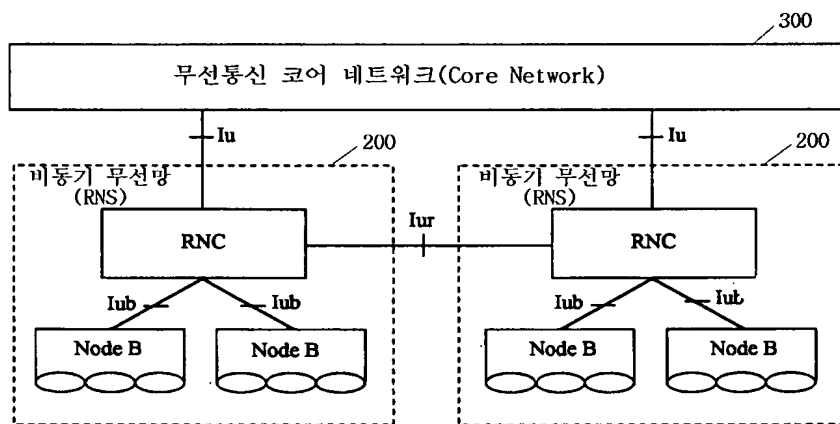 300
무선통신 코어 네트워크(Core Network)
Iu
Iu
200
200
비동기 무선망
(RNS)
비동기 무선망
(RNS)
RNC
Iur
RNC
Iub
Iub
Iub
Iub
Node B
Node B
Node B
Node B